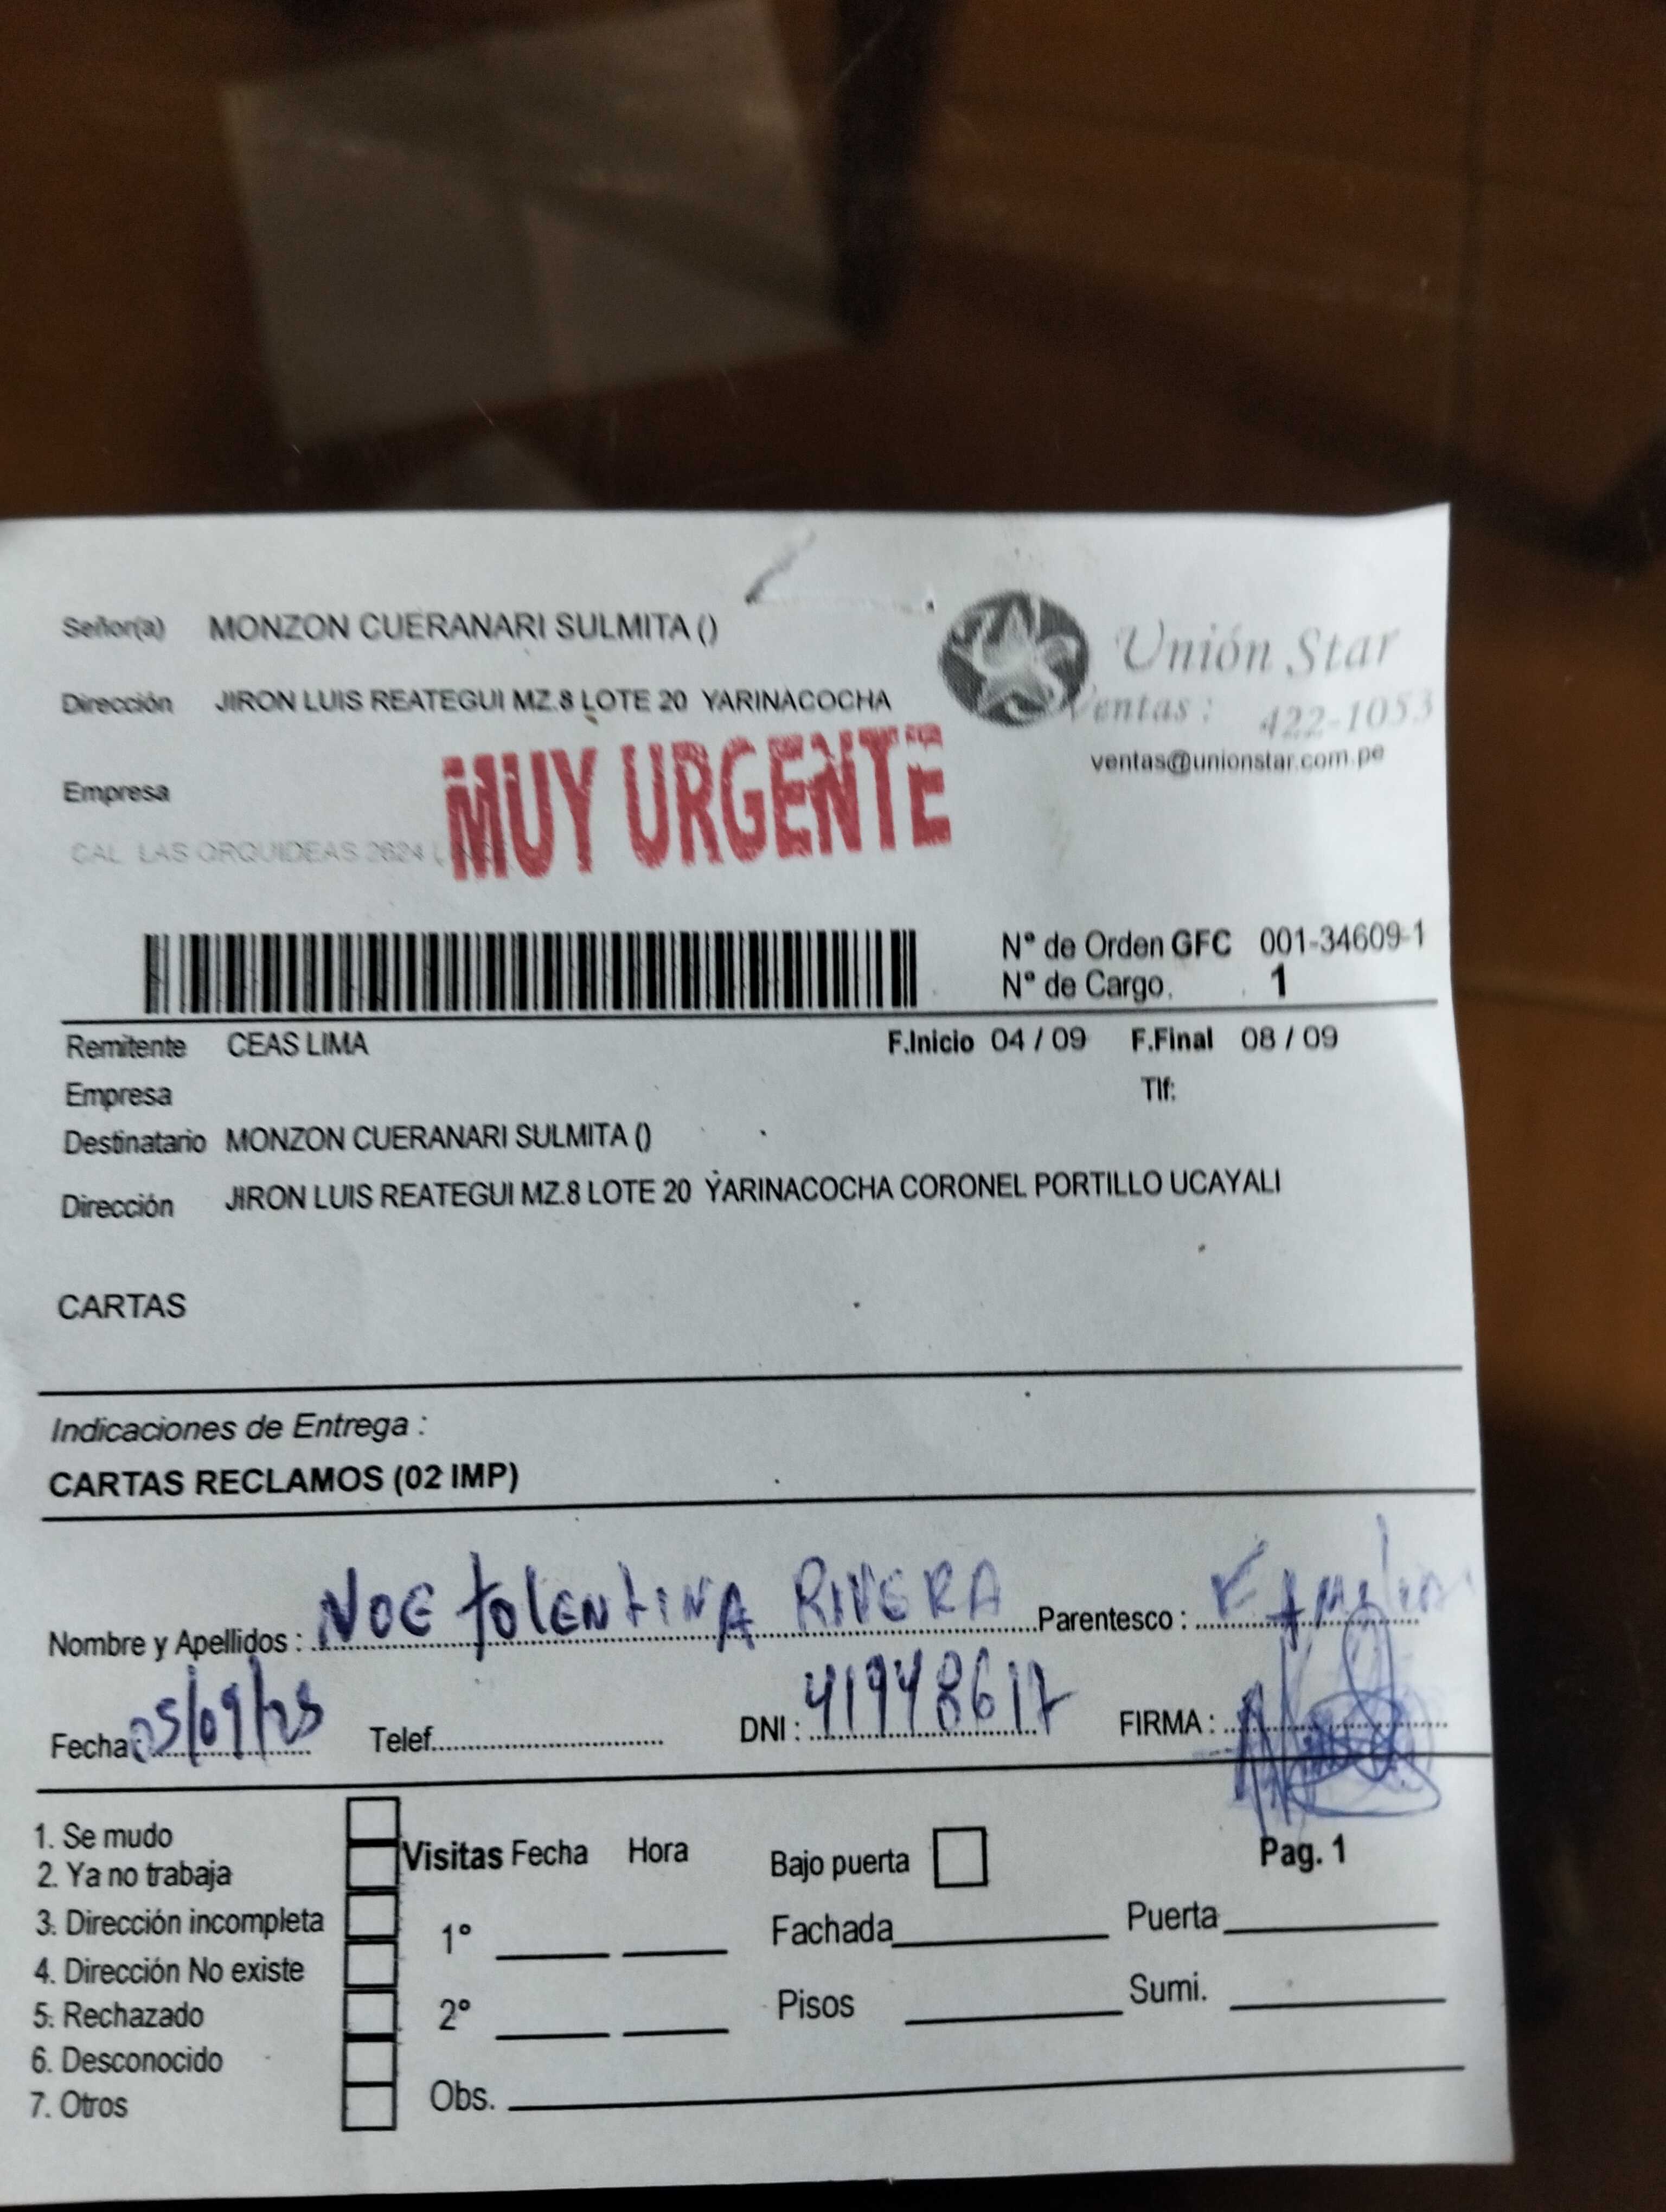 Señor(a) MONZON CUERANARI SULMITA ()
Unión Star
Dirección JIRON LUIS REATEGUI MZ.8 LOTE 20 YARINACOCHA
Ventas : 422-1053
ventas@unionstar.com.pe
Empresa
MUY URGENTE
CAL LAS ORQUIDEAS 2624
N° de Orden GFC 001-34609-1
N° de Cargo. 1
Remitente CEAS LIMA F.Inicio 04 / 09 F.Final 08 / 09
Empresa Tlf:
Destinatario MONZON CUERANARI SULMITA ()
Dirección JIRON LUIS REATEGUI MZ.8 LOTE 20 YARINACOCHA CORONEL PORTILLO UCAYALI
CARTAS
Indicaciones de Entrega :
CARTAS RECLAMOS (02 IMP)
Nombre y Apellidos : NOE tolENtiNA RIVERA Parentesco :
Fecha : 05/09/23 Telef. DNI : 41948617 FIRMA :
1. Se mudo
2. Ya no trabaja
3. Dirección incompleta
4. Dirección No existe
5. Rechazado
6. Desconocido
7. Otros
Visitas Fecha Hora
1°
2°
Obs.
Bajo puerta
Pag. 1
Fachada Puerta
Pisos Sumi.